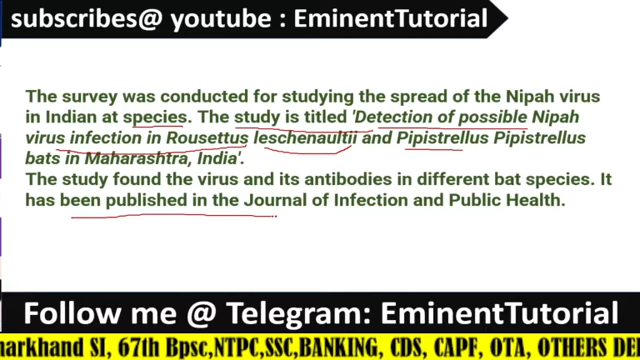 subscribes@ youtube : EminentTutorial
The survey was conducted for studying the spread of the Nipah virus
in Indian at species. The study is titled 'Detection of possible Nipah
virus infection in Rousettus leschenaultii and Pipistrellus Pipistrellus
bats in Maharashtra, India'.
The study found the virus and its antibodies in different bat species. It
has been published in the Journal of Infection and Public Health.
Follow me @ Telegram: EminentTutorial
SI, 67th Bpsc,NTPC,SSC,BANKING, CDS, CAPF, OTA, OTHERS